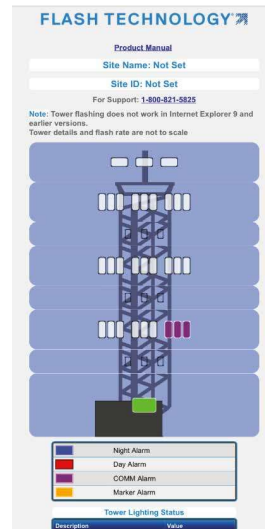 FLASH TECHNOLOGY
Product Manual
Site Name: Not Set
Site ID: Not Set
For Support: 1-800-821-5825
Note: Tower flashing does not work in Internet Explorer 9 and
earlier versions.
Tower details and flash rate are not to scale
Night Alarm
Day Alarm
COMM Alarm
Marker Alarm
Tower Lighting Status
Description Value